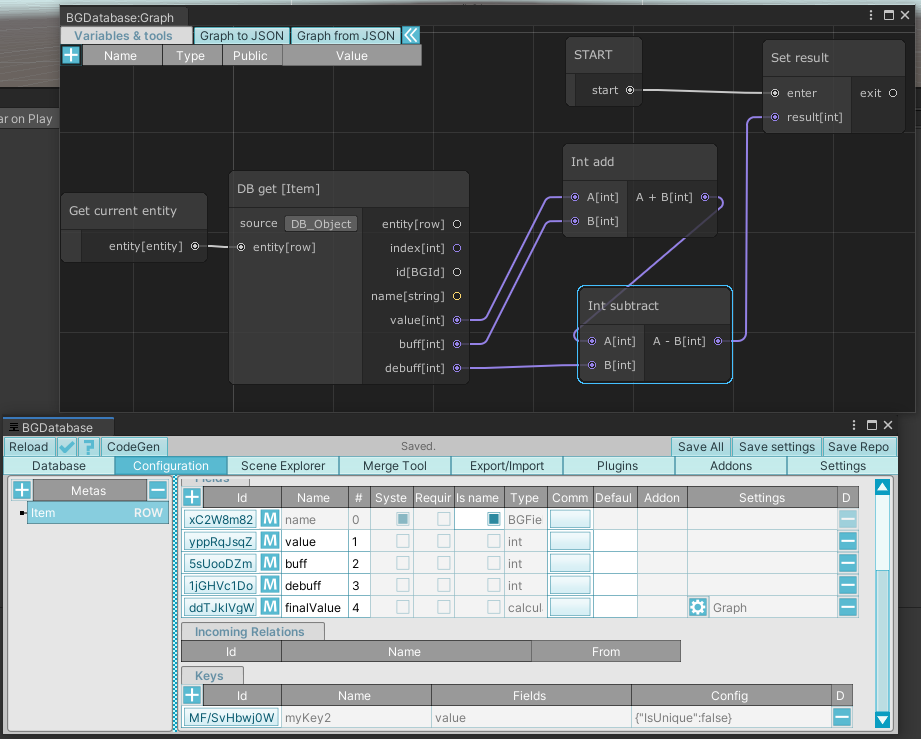 BGDatabase:Graph
Variables & tools Graph to JSON Graph from JSON
Name Type Public Value
ar on Play
START
start
Set result
enter exit
result[int]
Int add
A[int] A + B[int]
B[int]
DB get [Item]
source DB_Object entity[row]
entity[row] index[int]
id[BGId]
name[string]
value[int]
buff[int]
debuff[int]
Get current entity
entity[entity]
Int subtract
A[int] A - B[int]
B[int]
BGDatabase
Reload ? CodeGen Saved. Save All Save settings Save Repo
Database Configuration Scene Explorer Merge Tool Export/Import Plugins Addons Settings
Metas
Item ROW
Fields
Id Name # Syste Requir Is name Type Comm Defaul Addon Settings D
xC2W8m82 M name 0 BGFie
yppRqJsqZ M value 1 int
5sUooDZm M buff 2 int
1jGHVc1Do M debuff 3 int
ddTJkIVgW M finalValue 4 calcul Graph
Incoming Relations
Id Name From
Keys
Id Name Fields Config D
MF/SvHbwj0W myKey2 value {"IsUnique":false}